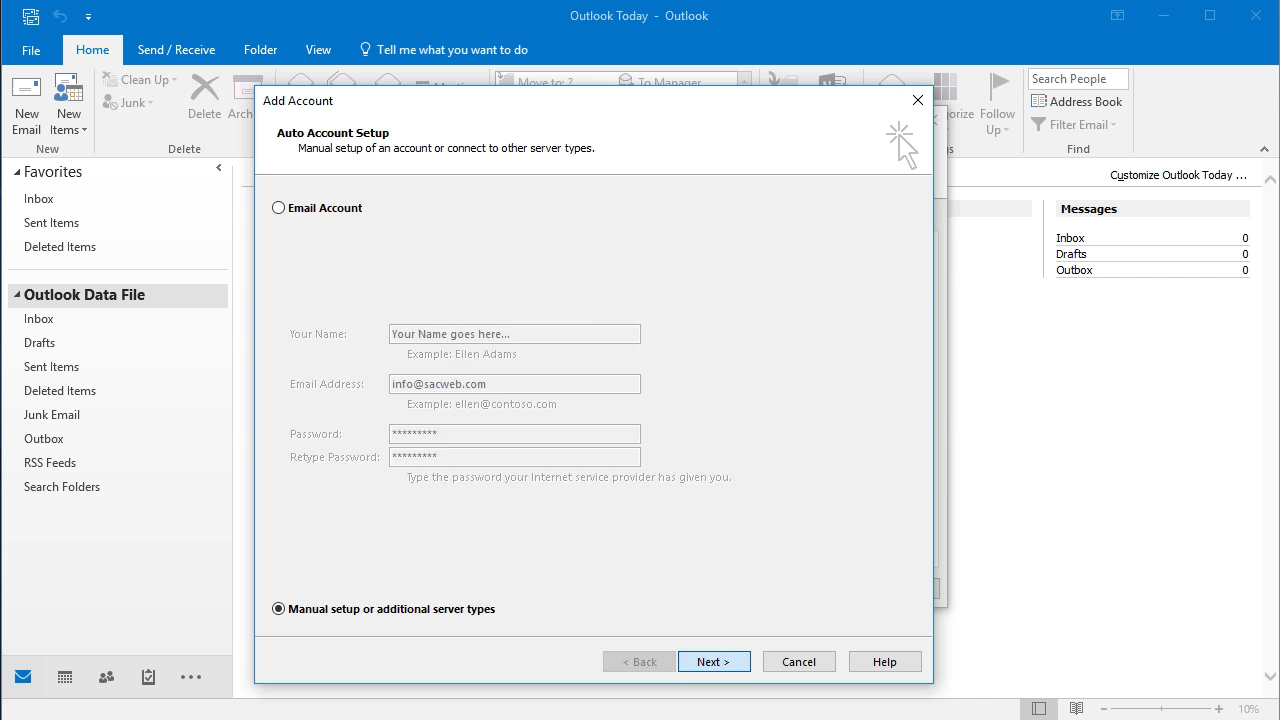 Outlook Today - Outlook
File
Home
Send / Receive
Folder
View
Tell me what you want to do
New Email
New Items
Clean Up
Junk
Delete
Move to: ?
To Manager
Follow Up
Search People
Address Book
Filter Email
New
Delete
Find
Add Account
Auto Account Setup
Manual setup of an account or connect to other server types.
Favorites
Inbox
Sent Items
Deleted Items
Outlook Data File
Inbox
Drafts
Sent Items
Deleted Items
Junk Email
Outbox
RSS Feeds
Search Folders
Email Account
Your Name:
Your Name goes here...
Example: Ellen Adams
Email Address:
info@sacweb.com
Example: ellen@contoso.com
Password:
*********
Retype Password:
*********
Type the password your Internet service provider has given you.
Manual setup or additional server types
< Back
Next >
Cancel
Help
Customize Outlook Today ...
Messages
Inbox 0
Drafts 0
Outbox 0
10%